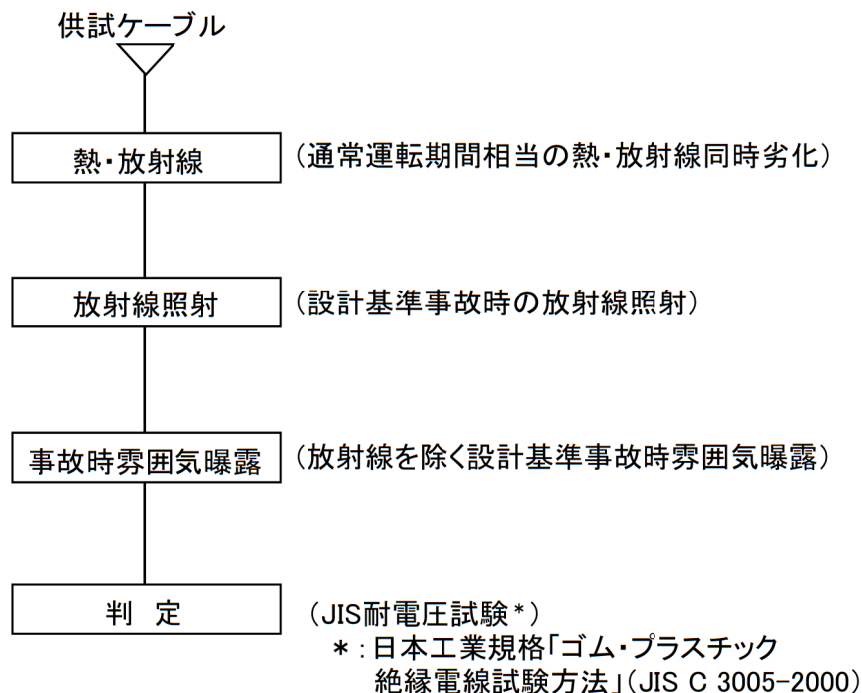 供試ケーブル
熱・放射線 (通常運転期間相当の熱・放射線同時劣化)
放射線照射 (設計基準事故時の放射線照射)
事故時雰囲気曝露 (放射線を除く設計基準事故時雰囲気曝露)
判 定 (JIS耐電圧試験*)
*:日本工業規格「ゴム・プラスチック
絶縁電線試験方法」(JIS C 3005-2000)